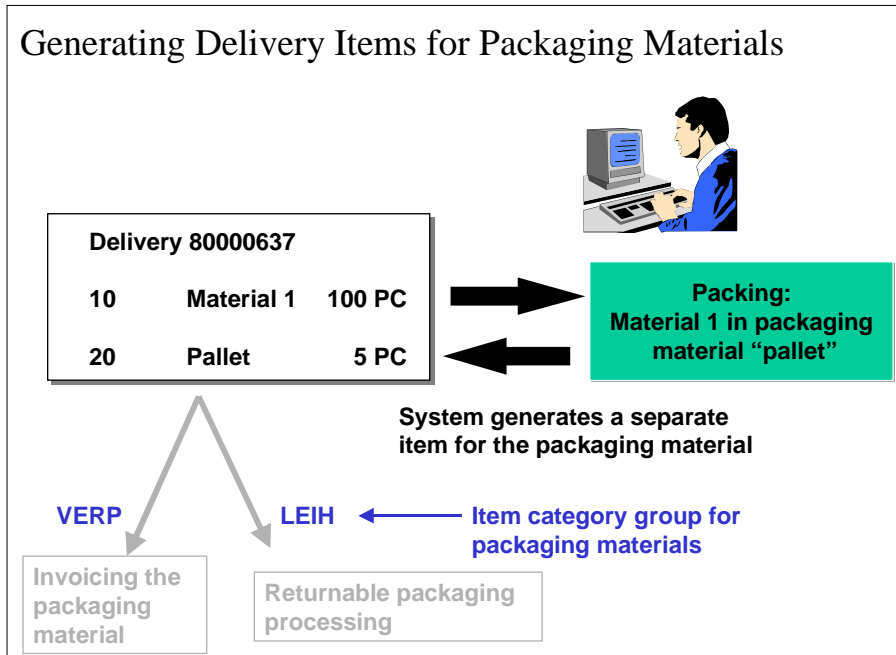 Generating Delivery Items for Packaging Materials
Delivery 80000637
10 Material 1 100 PC
20 Pallet 5 PC
Packing:
Material 1 in packaging
material “pallet”
System generates a separate
item for the packaging material
VERP
LEIH
Item category group for
packaging materials
Invoicing the
packaging
material
Returnable packaging
processing